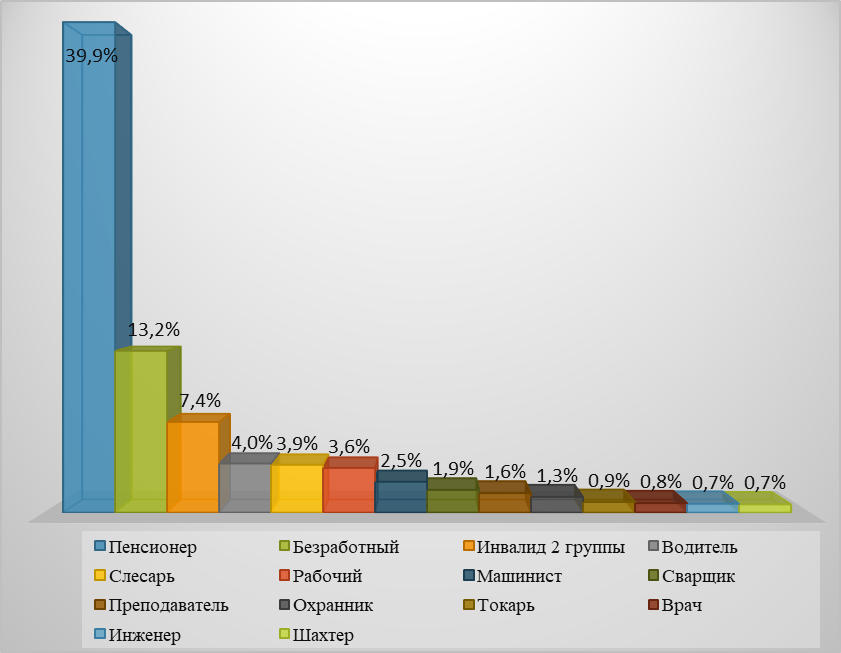 39,9%
13,2%
7,4%
4,0%
3,9%
3,6%
2,5%
1,9%
1,6%
1,3%
0,9%
0,8%
0,7%
0,7%
Пенсионер
Безработный
Инвалид 2 группы
Водитель
Слесарь
Рабочий
Машинист
Сварщик
Преподаватель
Охранник
Токарь
Врач
Инженер
Шахтер